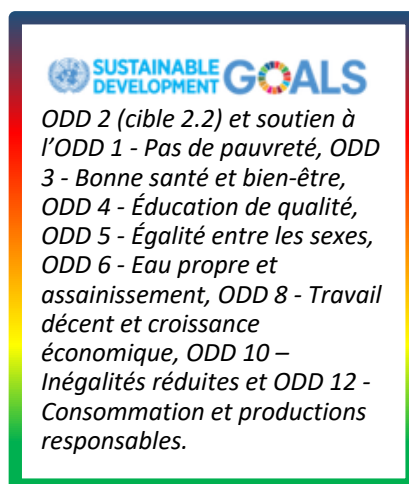 SUSTAINABLE
DEVELOPMENT GOALS
ODD 2 (cible 2.2) et soutien à
l’ODD 1 - Pas de pauvreté, ODD
3 - Bonne santé et bien-être,
ODD 4 - Éducation de qualité,
ODD 5 - Égalité entre les sexes,
ODD 6 - Eau propre et
assainissement, ODD 8 - Travail
décent et croissance
économique, ODD 10 –
Inégalités réduites et ODD 12 -
Consommation et productions
responsables.